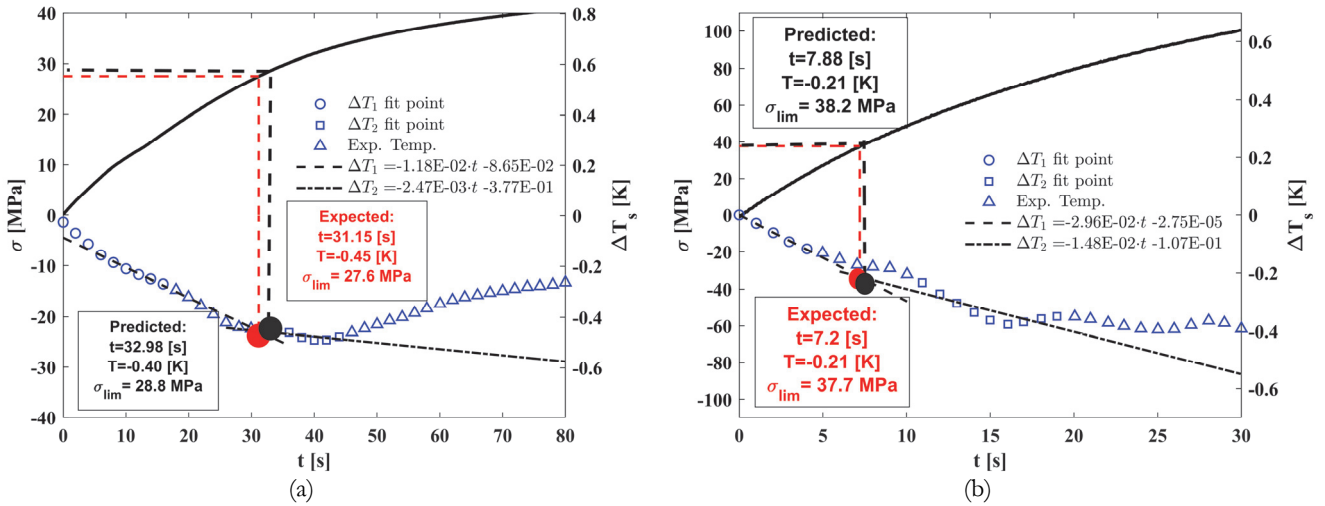 40
30
20
10
0
-10
-20
-30
-40
σ [MPa]
0
10
20
30
40
50
60
70
80
t [s]
0.8
0.6
0.4
0.2
0
-0.2
-0.4
-0.6
ΔTs [K]
ΔT1 fit point
ΔT2 fit point
Exp. Temp.
ΔT1=-1.18E-02·t -8.65E-02
ΔT2=-2.47E-03·t -3.77E-01
Expected:
t=31.15 [s]
T=-0.45 [K]
σlim= 27.6 MPa
Predicted:
t=32.98 [s]
T=-0.40 [K]
σlim= 28.8 MPa
(a)
100
80
60
40
20
0
-20
-40
-60
-80
-100
σ [MPa]
0
5
10
15
20
25
30
t [s]
0.6
0.4
0.2
0
-0.2
-0.4
-0.6
ΔTs [K]
Predicted:
t=7.88 [s]
T=-0.21 [K]
σlim= 38.2 MPa
ΔT1 fit point
ΔT2 fit point
Exp. Temp.
ΔT1=-2.96E-02·t -2.75E-05
ΔT2=-1.48E-02·t -1.07E-01
Expected:
t=7.2 [s]
T=-0.21 [K]
σlim= 37.7 MPa
(b)